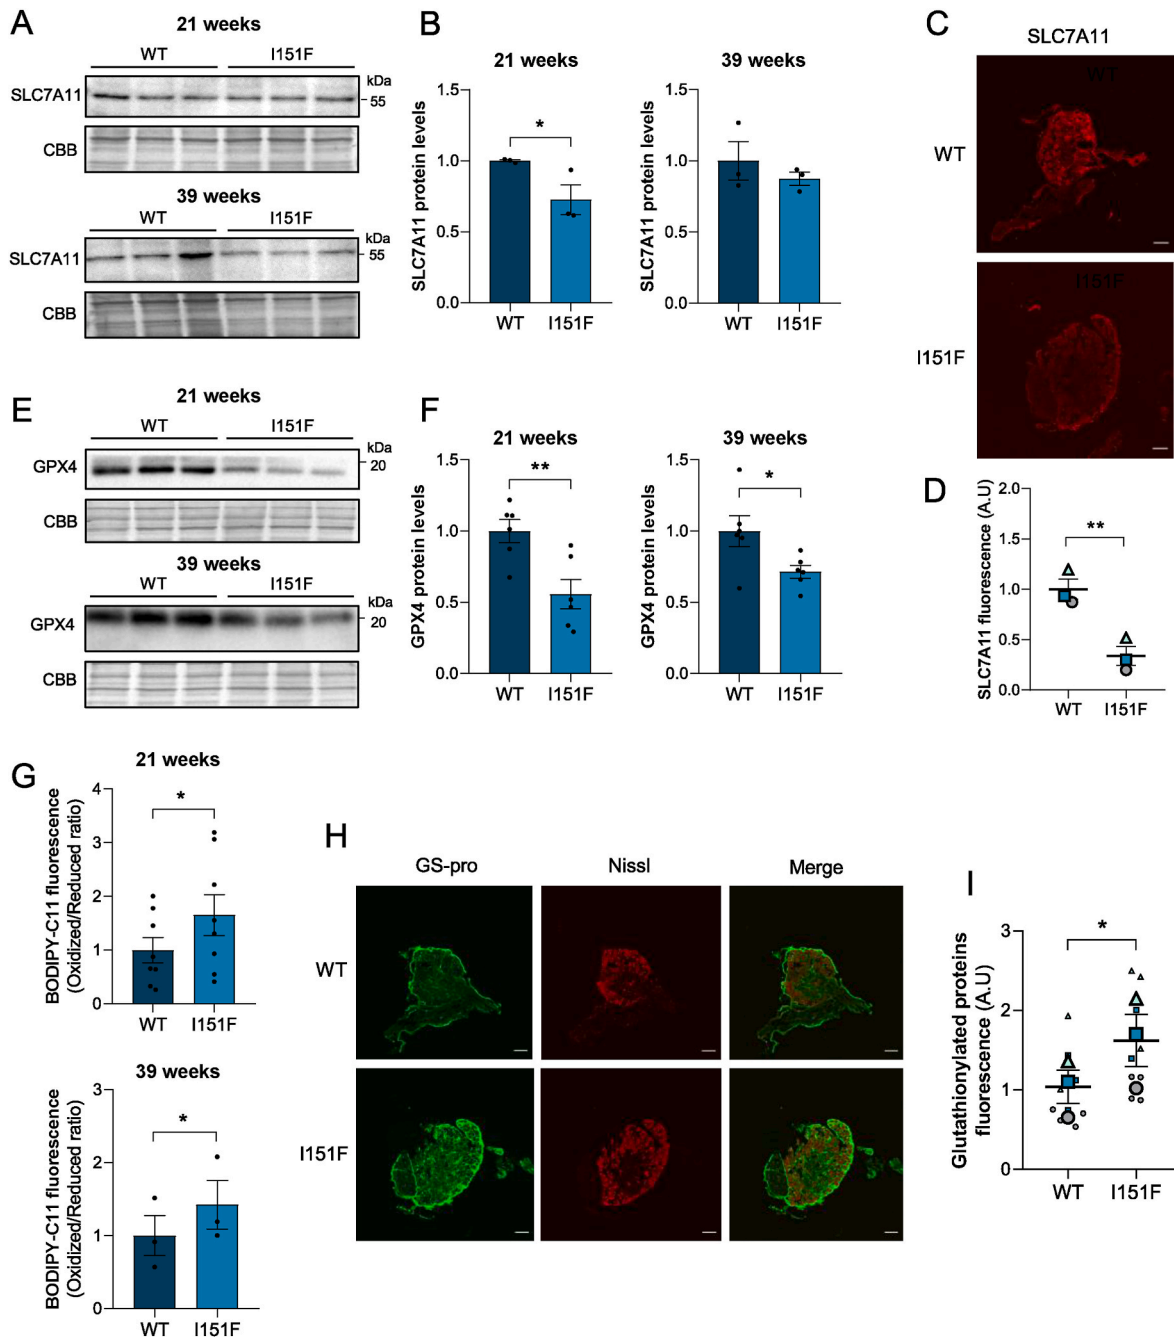 A
21 weeks
WT I151F
kDa
SLC7A11
55
CBB
39 weeks
WT I151F
kDa
SLC7A11
55
CBB
B
21 weeks
SLC7A11 protein levels
1.5
1.0
0.5
0.0
*
WT I151F
39 weeks
SLC7A11 protein levels
1.5
1.0
0.5
0.0
WT I151F
C
SLC7A11
WT
WT
I151F
I151F
D
SLC7A11 fluorescence (A.U)
2.0
1.5
1.0
0.5
0.0
**
WT I151F
E
21 weeks
WT I151F
kDa
GPX4
20
CBB
39 weeks
WT I151F
kDa
GPX4
20
CBB
F
21 weeks
GPX4 protein levels
1.5
1.0
0.5
0.0
**
WT I151F
39 weeks
GPX4 protein levels
1.5
1.0
0.5
0.0
*
WT I151F
G
21 weeks
BODIPY-C11 fluorescence
(Oxidized/Reduced ratio)
4
3
2
1
0
*
WT I151F
39 weeks
BODIPY-C11 fluorescence
(Oxidized/Reduced ratio)
3
2
1
0
*
WT I151F
H
GS-pro Nissl Merge
WT
I151F
I
Glutathionylated proteins
fluorescence (A.U)
3
2
1
0
*
WT I151F